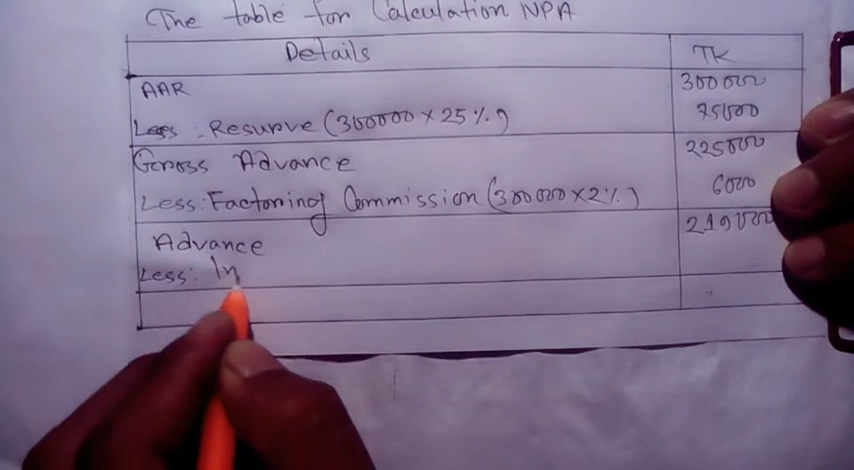 The table for Calculation NPA
Details TK
AAR 300000
Less: Resurve (300000 × 25%) 75000
Gross Advance 225000
Less: Factoring Commission (300000 × 2%) 6000
Advance 219000
Less: In